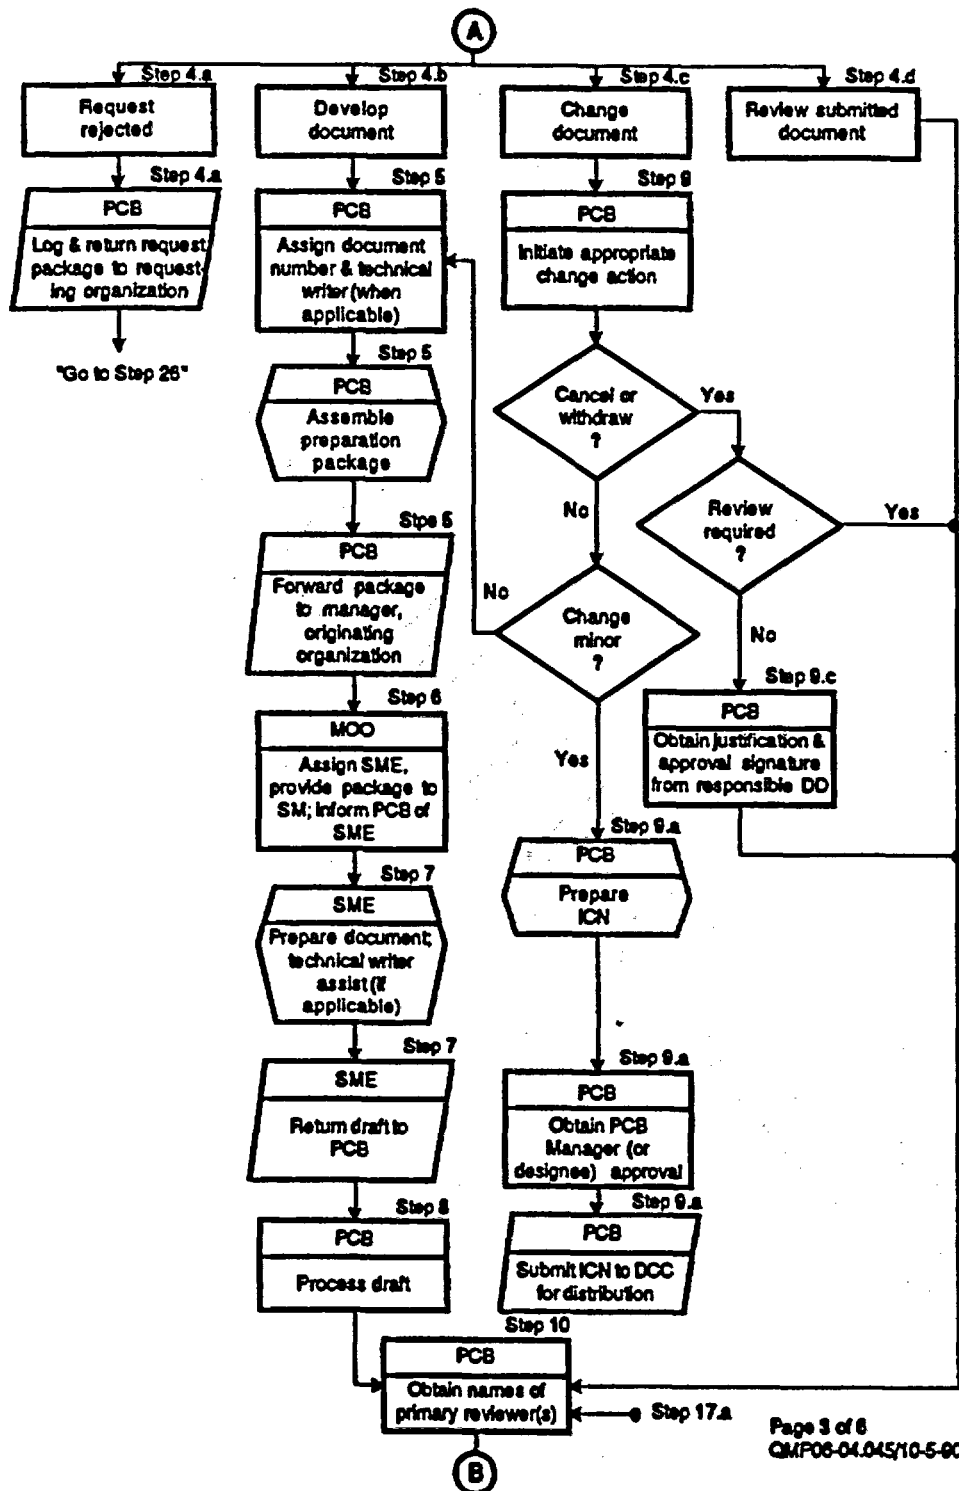 A
Step 4.a
Request
rejected
Step 4.a
PCB
Log & return request
package to request-
ing organization
"Go to Step 26"
Step 4.b
Develop
document
Step 5
PCB
Assign document
number & technical
writer (when
applicable)
Step 5
PCB
Assemble
preparation
package
Stpe 5
PCB
Forward package
to manager,
originating
organization
Step 6
MOO
Assign SME,
provide package to
SM; inform PCB of
SME
Step 7
SME
Prepare document;
technical writer
assist (if
applicable)
Step 7
SME
Return draft to
PCB
Step 8
PCB
Process draft
Step 4.c
Change
document
Step 9
PCB
Initiate appropriate
change action
Cancel or
withdraw
?
Yes
No
Change
minor
?
No
Yes
Step 9.a
PCB
Prepare
ICN
Step 9.a
PCB
Obtain PCB
Manager (or
designee) approval
Step 9.a
PCB
Submit ICN to DCC
for distribution
Step 4.d
Review submitted
document
Review
required
?
Yes
No
Step 9.c
PCB
Obtain justification &
approval signature
from responsible DD
Step 10
PCB
Obtain names of
primary reviewer(s)
Step 17.a
B
Page 3 of 6
QMP06-04.045/10-5-90